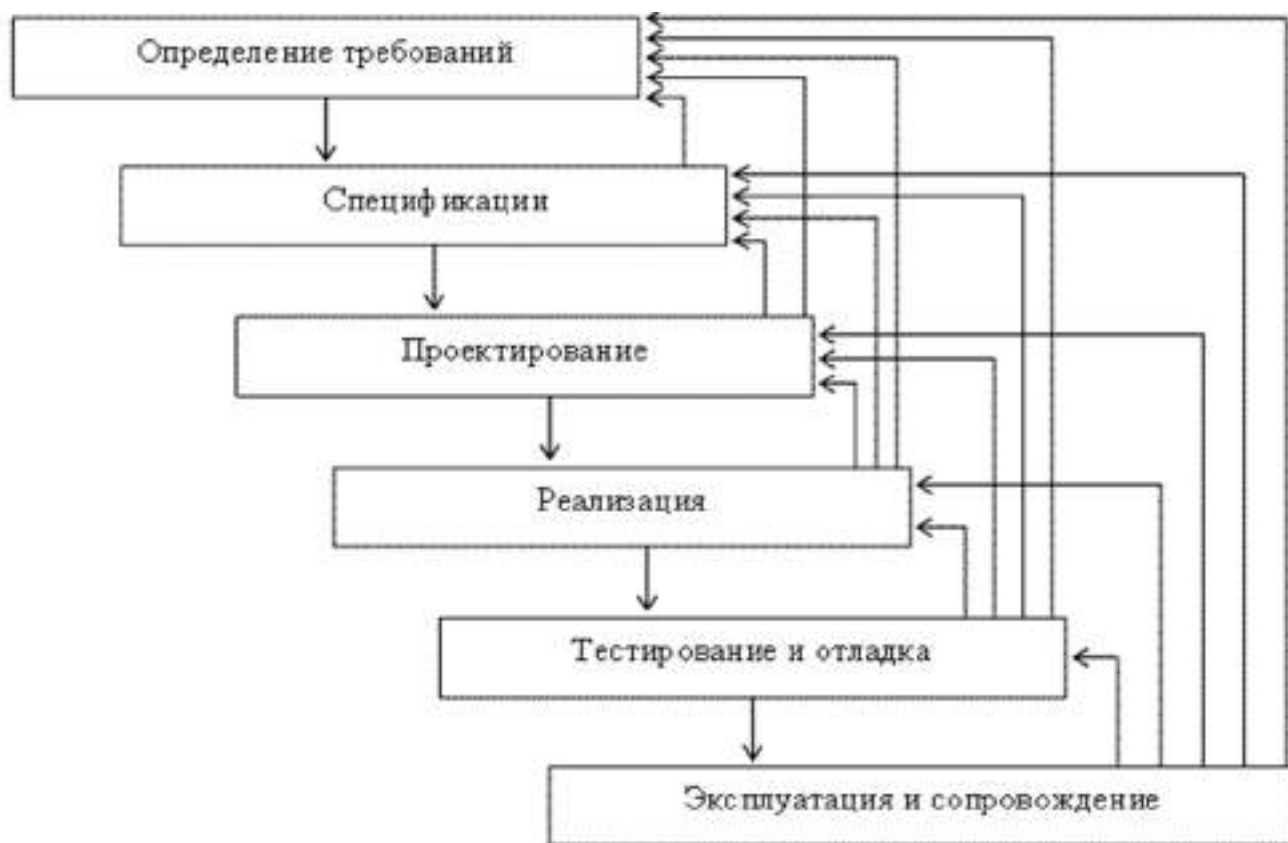 Определение требований
Спецификации
Проектирование
Реализация
Тестирование и отладка
Эксплуатация и сопровождение